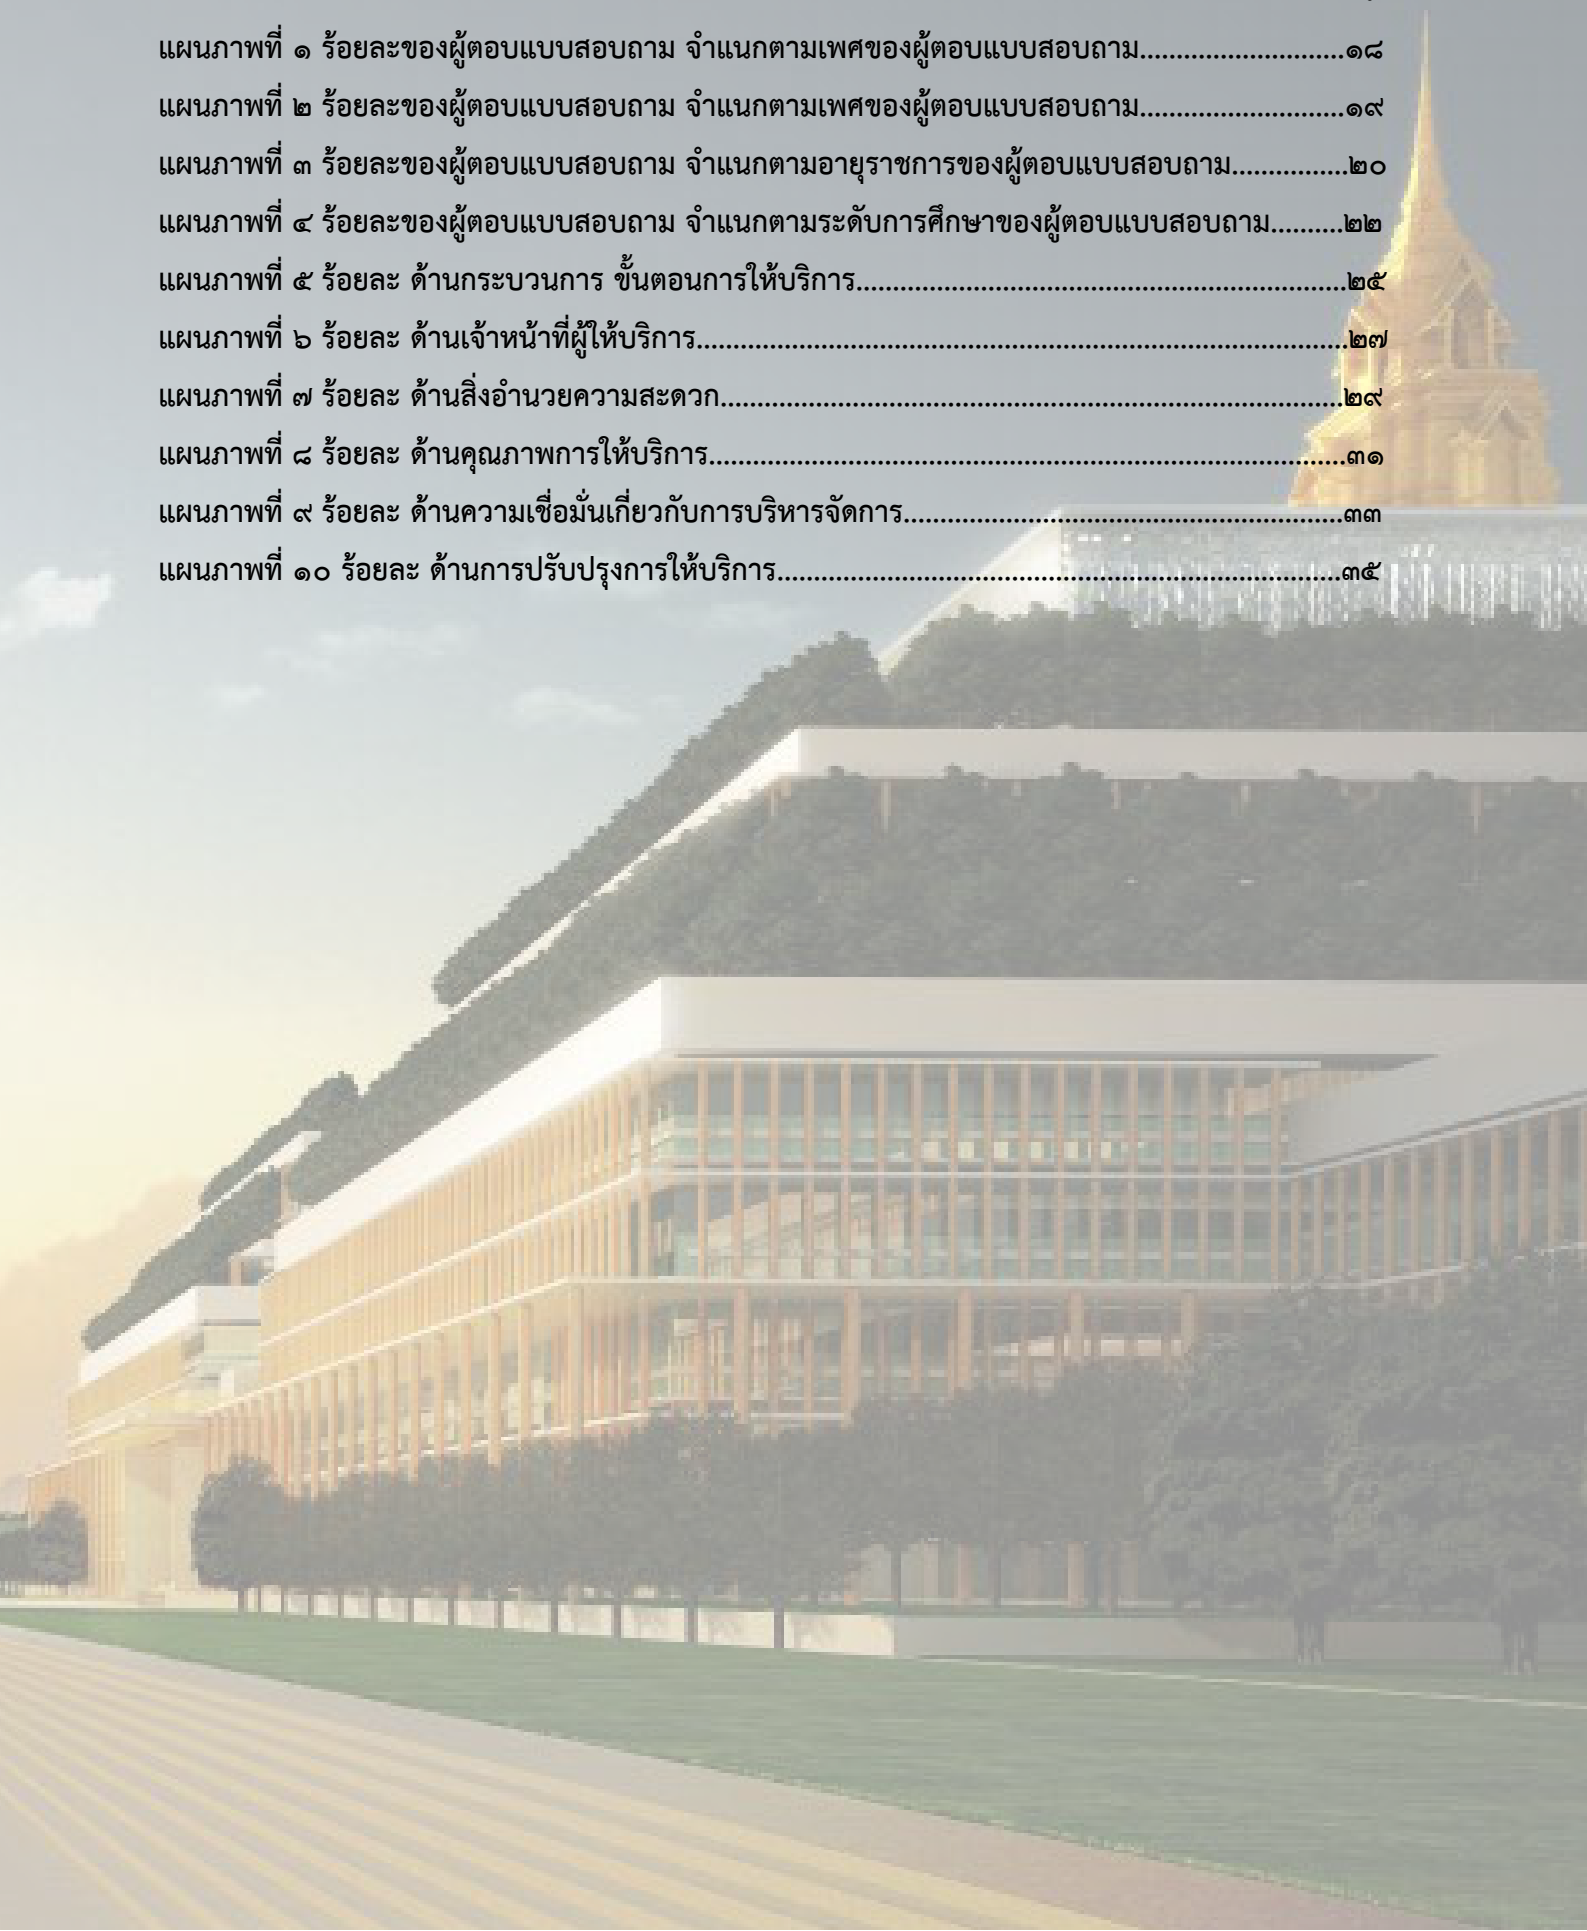 แผนภาพที่ ๑ ร้อยละของผู้ตอบแบบสอบถาม จำแนกตามเพศของผู้ตอบแบบสอบถาม............................๑๘
แผนภาพที่ ๒ ร้อยละของผู้ตอบแบบสอบถาม จำแนกตามเพศของผู้ตอบแบบสอบถาม............................๑๙
แผนภาพที่ ๓ ร้อยละของผู้ตอบแบบสอบถาม จำแนกตามอายุราชการของผู้ตอบแบบสอบถาม................๒๐
แผนภาพที่ ๔ ร้อยละของผู้ตอบแบบสอบถาม จำแนกตามระดับการศึกษาของผู้ตอบแบบสอบถาม..........๒๒
แผนภาพที่ ๕ ร้อยละ ด้านกระบวนการ ขั้นตอนการให้บริการ...................................................................๒๕
แผนภาพที่ ๖ ร้อยละ ด้านเจ้าหน้าที่ผู้ให้บริการ.........................................................................................๒๗
แผนภาพที่ ๗ ร้อยละ ด้านสิ่งอำนวยความสะดวก.....................................................................................๒๙
แผนภาพที่ ๘ ร้อยละ ด้านคุณภาพการให้บริการ.......................................................................................๓๑
แผนภาพที่ ๙ ร้อยละ ด้านความเชื่อมั่นเกี่ยวกับการบริหารจัดการ............................................................๓๓
แผนภาพที่ ๑๐ ร้อยละ ด้านการปรับปรุงการให้บริการ.............................................................................๓๕